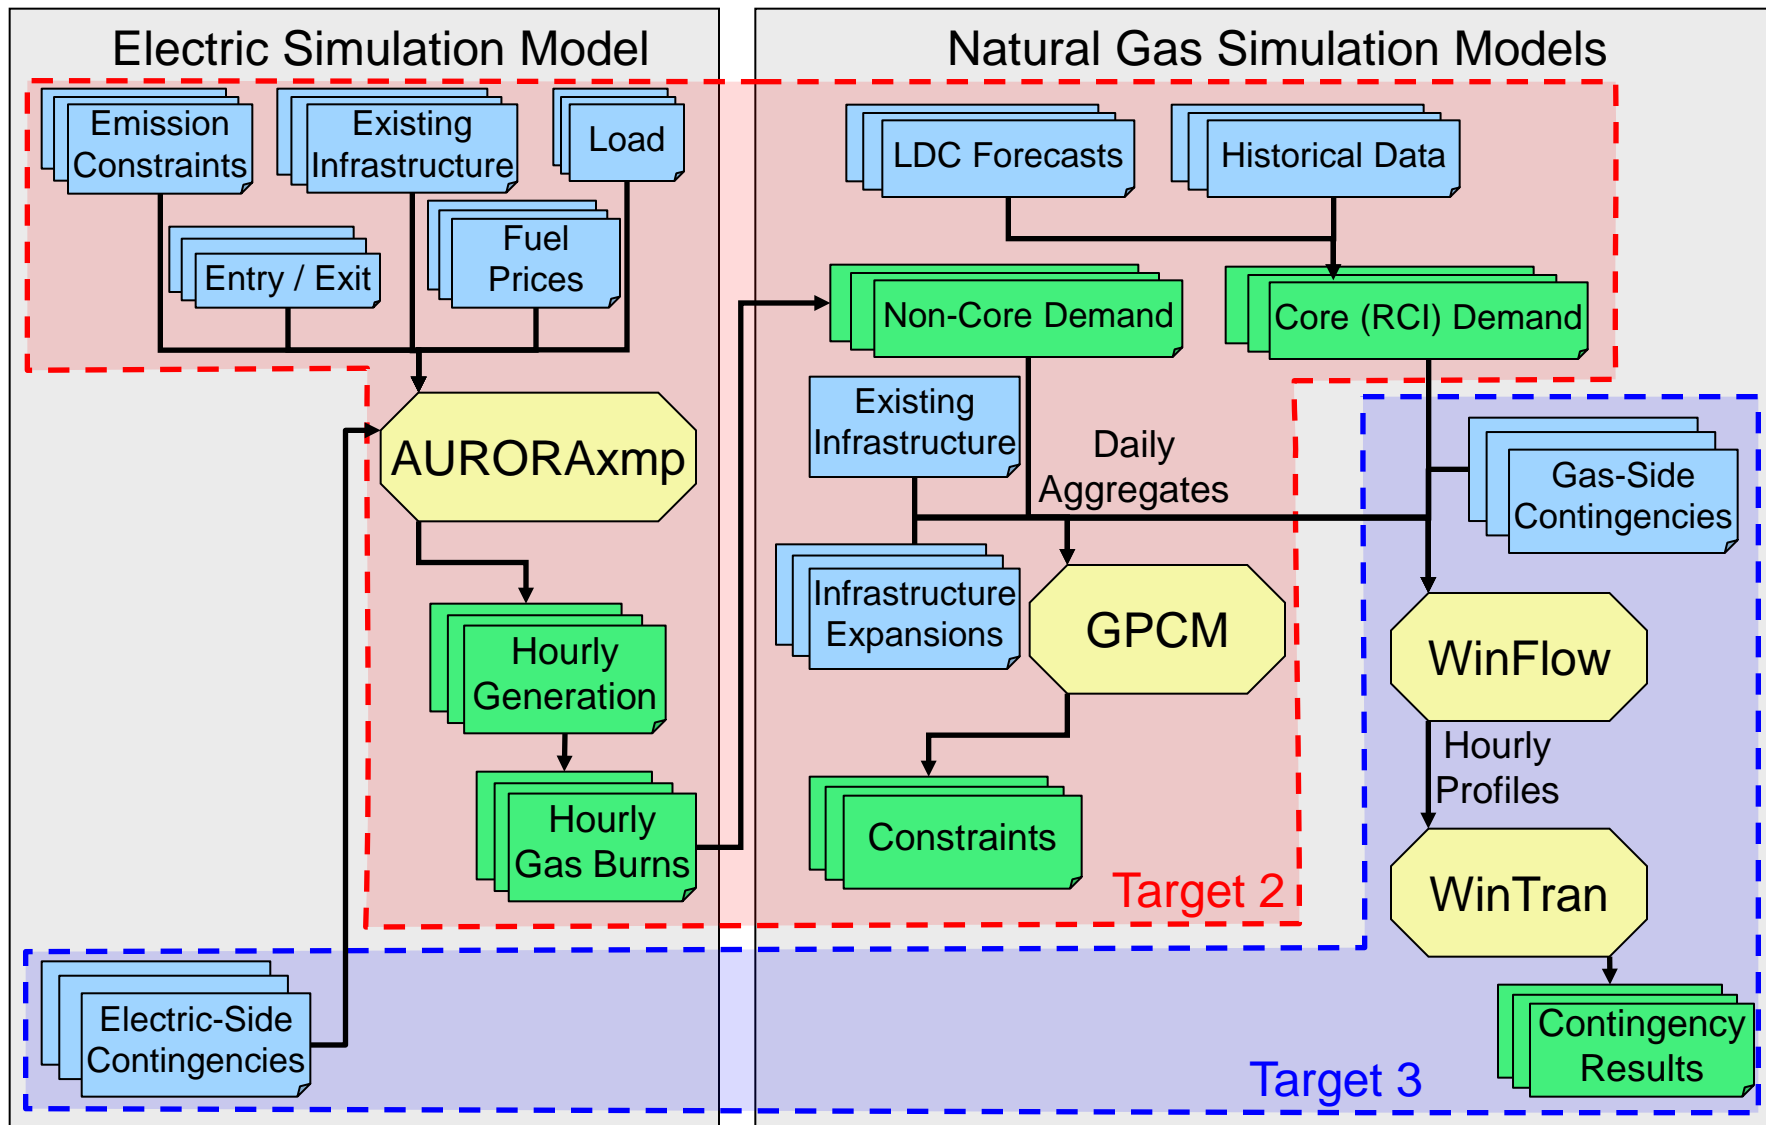 Electric Simulation Model
Natural Gas Simulation Models
Emission
Constraints
Existing
Infrastructure
Load
Entry / Exit
Fuel
Prices
LDC Forecasts
Historical Data
Non-Core Demand
Core (RCI) Demand
AURORAxmp
Existing
Infrastructure
Daily
Aggregates
Gas-Side
Contingencies
Infrastructure
Expansions
GPCM
WinFlow
Hourly
Generation
Hourly
Profiles
Hourly
Gas Burns
Constraints
Target 2
WinTran
Electric-Side
Contingencies
Contingency
Results
Target 3